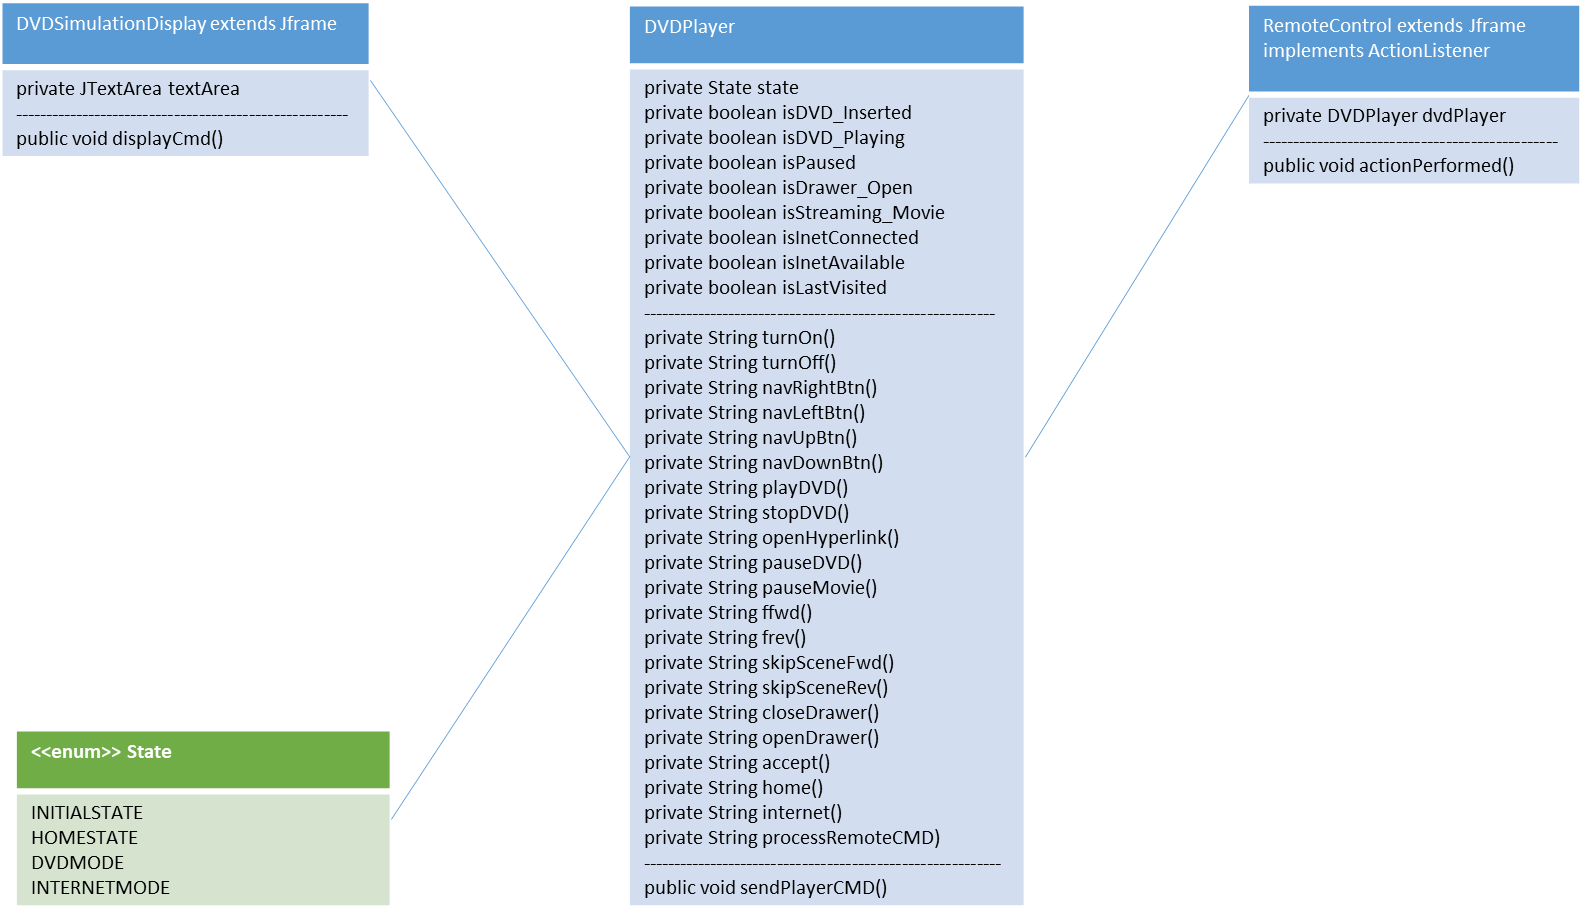 DVDSimulationDisplay extends Jframe
private JTextArea textArea
--------------------------------------------------------
public void displayCmd()
DVDPlayer
private State state
private boolean isDVD_Inserted
private boolean isDVD_Playing
private boolean isPaused
private boolean isDrawer_Open
private boolean isStreaming_Movie
private boolean isInetConnected
private boolean isInetAvailable
private boolean isLastVisited
-----------------------------------------------------------
private String turnOn()
private String turnOff()
private String navRightBtn()
private String navLeftBtn()
private String navUpBtn()
private String navDownBtn()
private String playDVD()
private String stopDVD()
private String openHyperlink()
private String pauseDVD()
private String pauseMovie()
private String ffwd()
private String frev()
private String skipSceneFwd()
private String skipSceneRev()
private String closeDrawer()
private String openDrawer()
private String accept()
private String home()
private String internet()
private String processRemoteCMD)
------------------------------------------------------------
public void sendPlayerCMD()
RemoteControl extends Jframe
implements ActionListener
private DVDPlayer dvdPlayer
-------------------------------------------------
public void actionPerformed()
<<enum>> State
INITIALSTATE
HOMESTATE
DVDMODE
INTERNETMODE